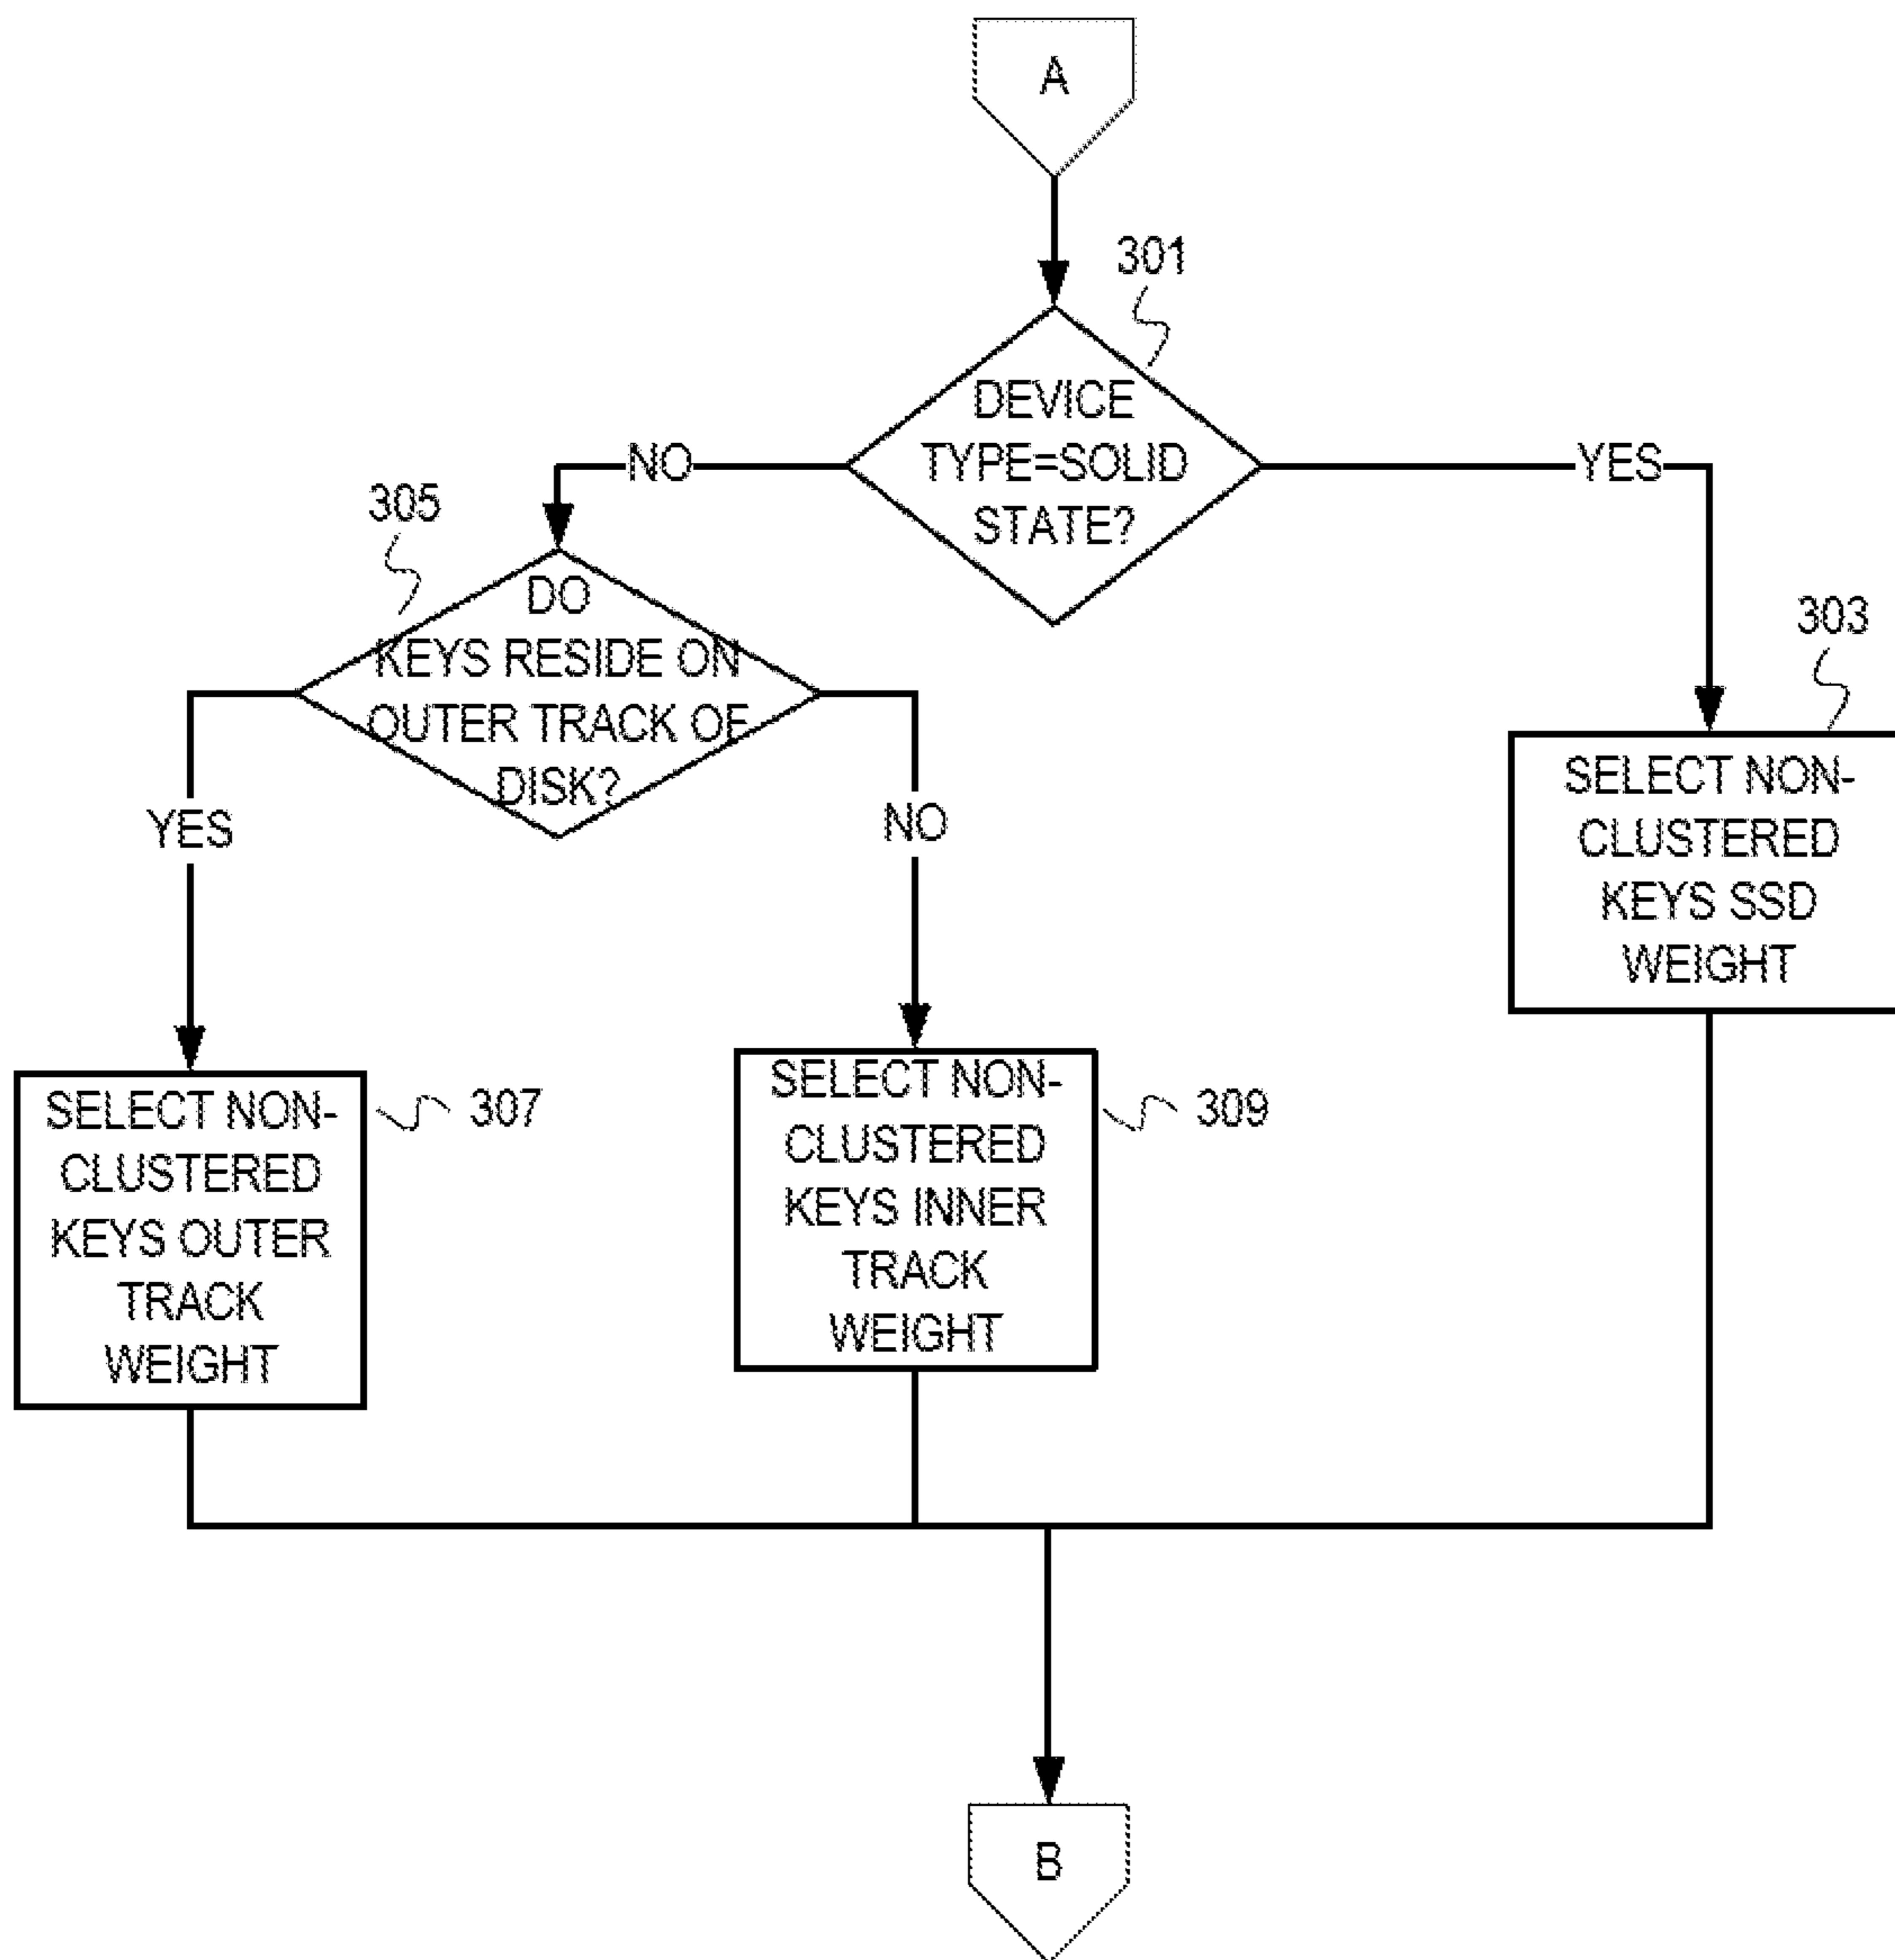 A
301
DEVICE
TYPE=SOLID
STATE?
NO
YES
305
DO
KEYS RESIDE ON
OUTER TRACK OF
DISK?
303
SELECT NON-
CLUSTERED
KEYS SSD
WEIGHT
YES
NO
SELECT NON-
CLUSTERED
KEYS OUTER
TRACK
WEIGHT
307
SELECT NON-
CLUSTERED
KEYS INNER
TRACK
WEIGHT
309
B